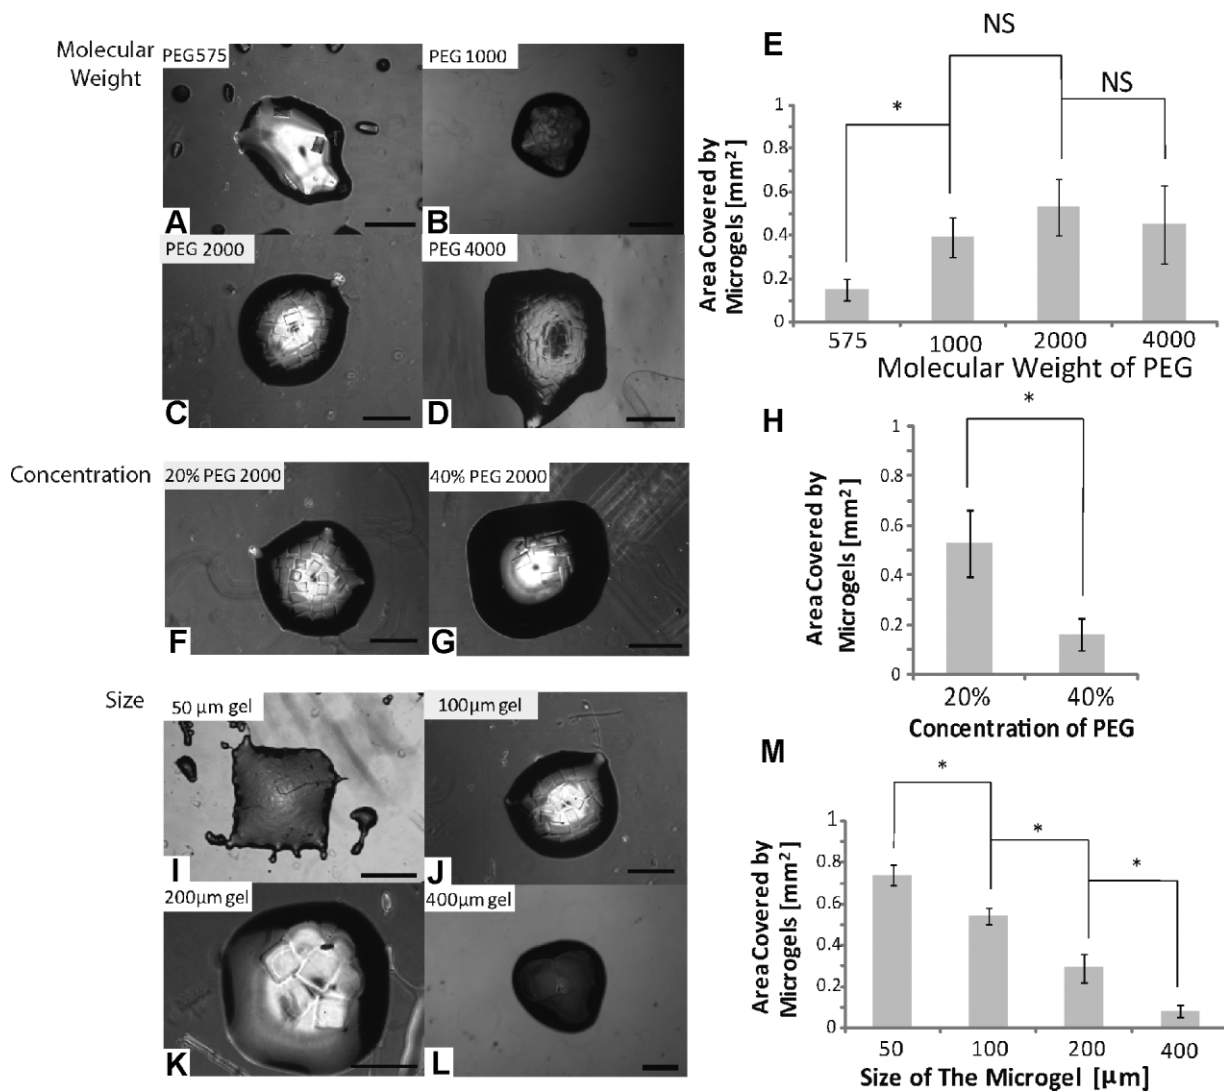 Molecular
Weight
PEG575
A
PEG 1000
B
PEG 2000
C
PEG 4000
D
E
NS
NS
*
Area Covered by
Microgels [mm²]
1
0.8
0.6
0.4
0.2
0
575
1000
2000
4000
Molecular Weight of PEG
Concentration
20% PEG 2000
F
40% PEG 2000
G
H
*
Area Covered by
Microgels [mm²]
1
0.8
0.6
0.4
0.2
0
20%
40%
Concentration of PEG
Size
50 µm gel
I
100µm gel
J
200µm gel
K
400µm gel
L
M
*
*
*
Area Covered by
Microgels [mm²]
1
0.8
0.6
0.4
0.2
0
50
100
200
400
Size of The Microgel [µm]